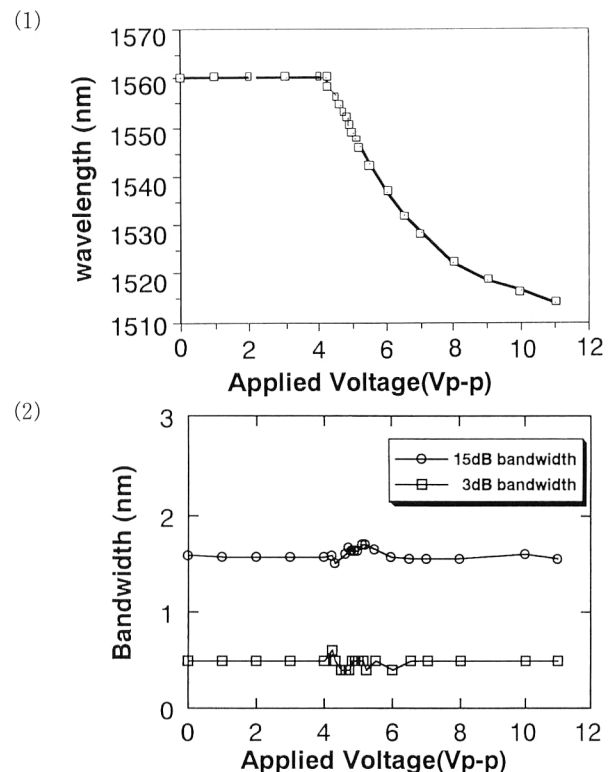 (1)
1570
1560
1550
1540
1530
1520
1510
wavelength (nm)
0 2 4 6 8 10 12
Applied Voltage(Vp-p)
(2)
3
2
1
0
Bandwidth (nm)
15dB bandwidth
3dB bandwidth
0 2 4 6 8 10 12
Applied Voltage(Vp-p)